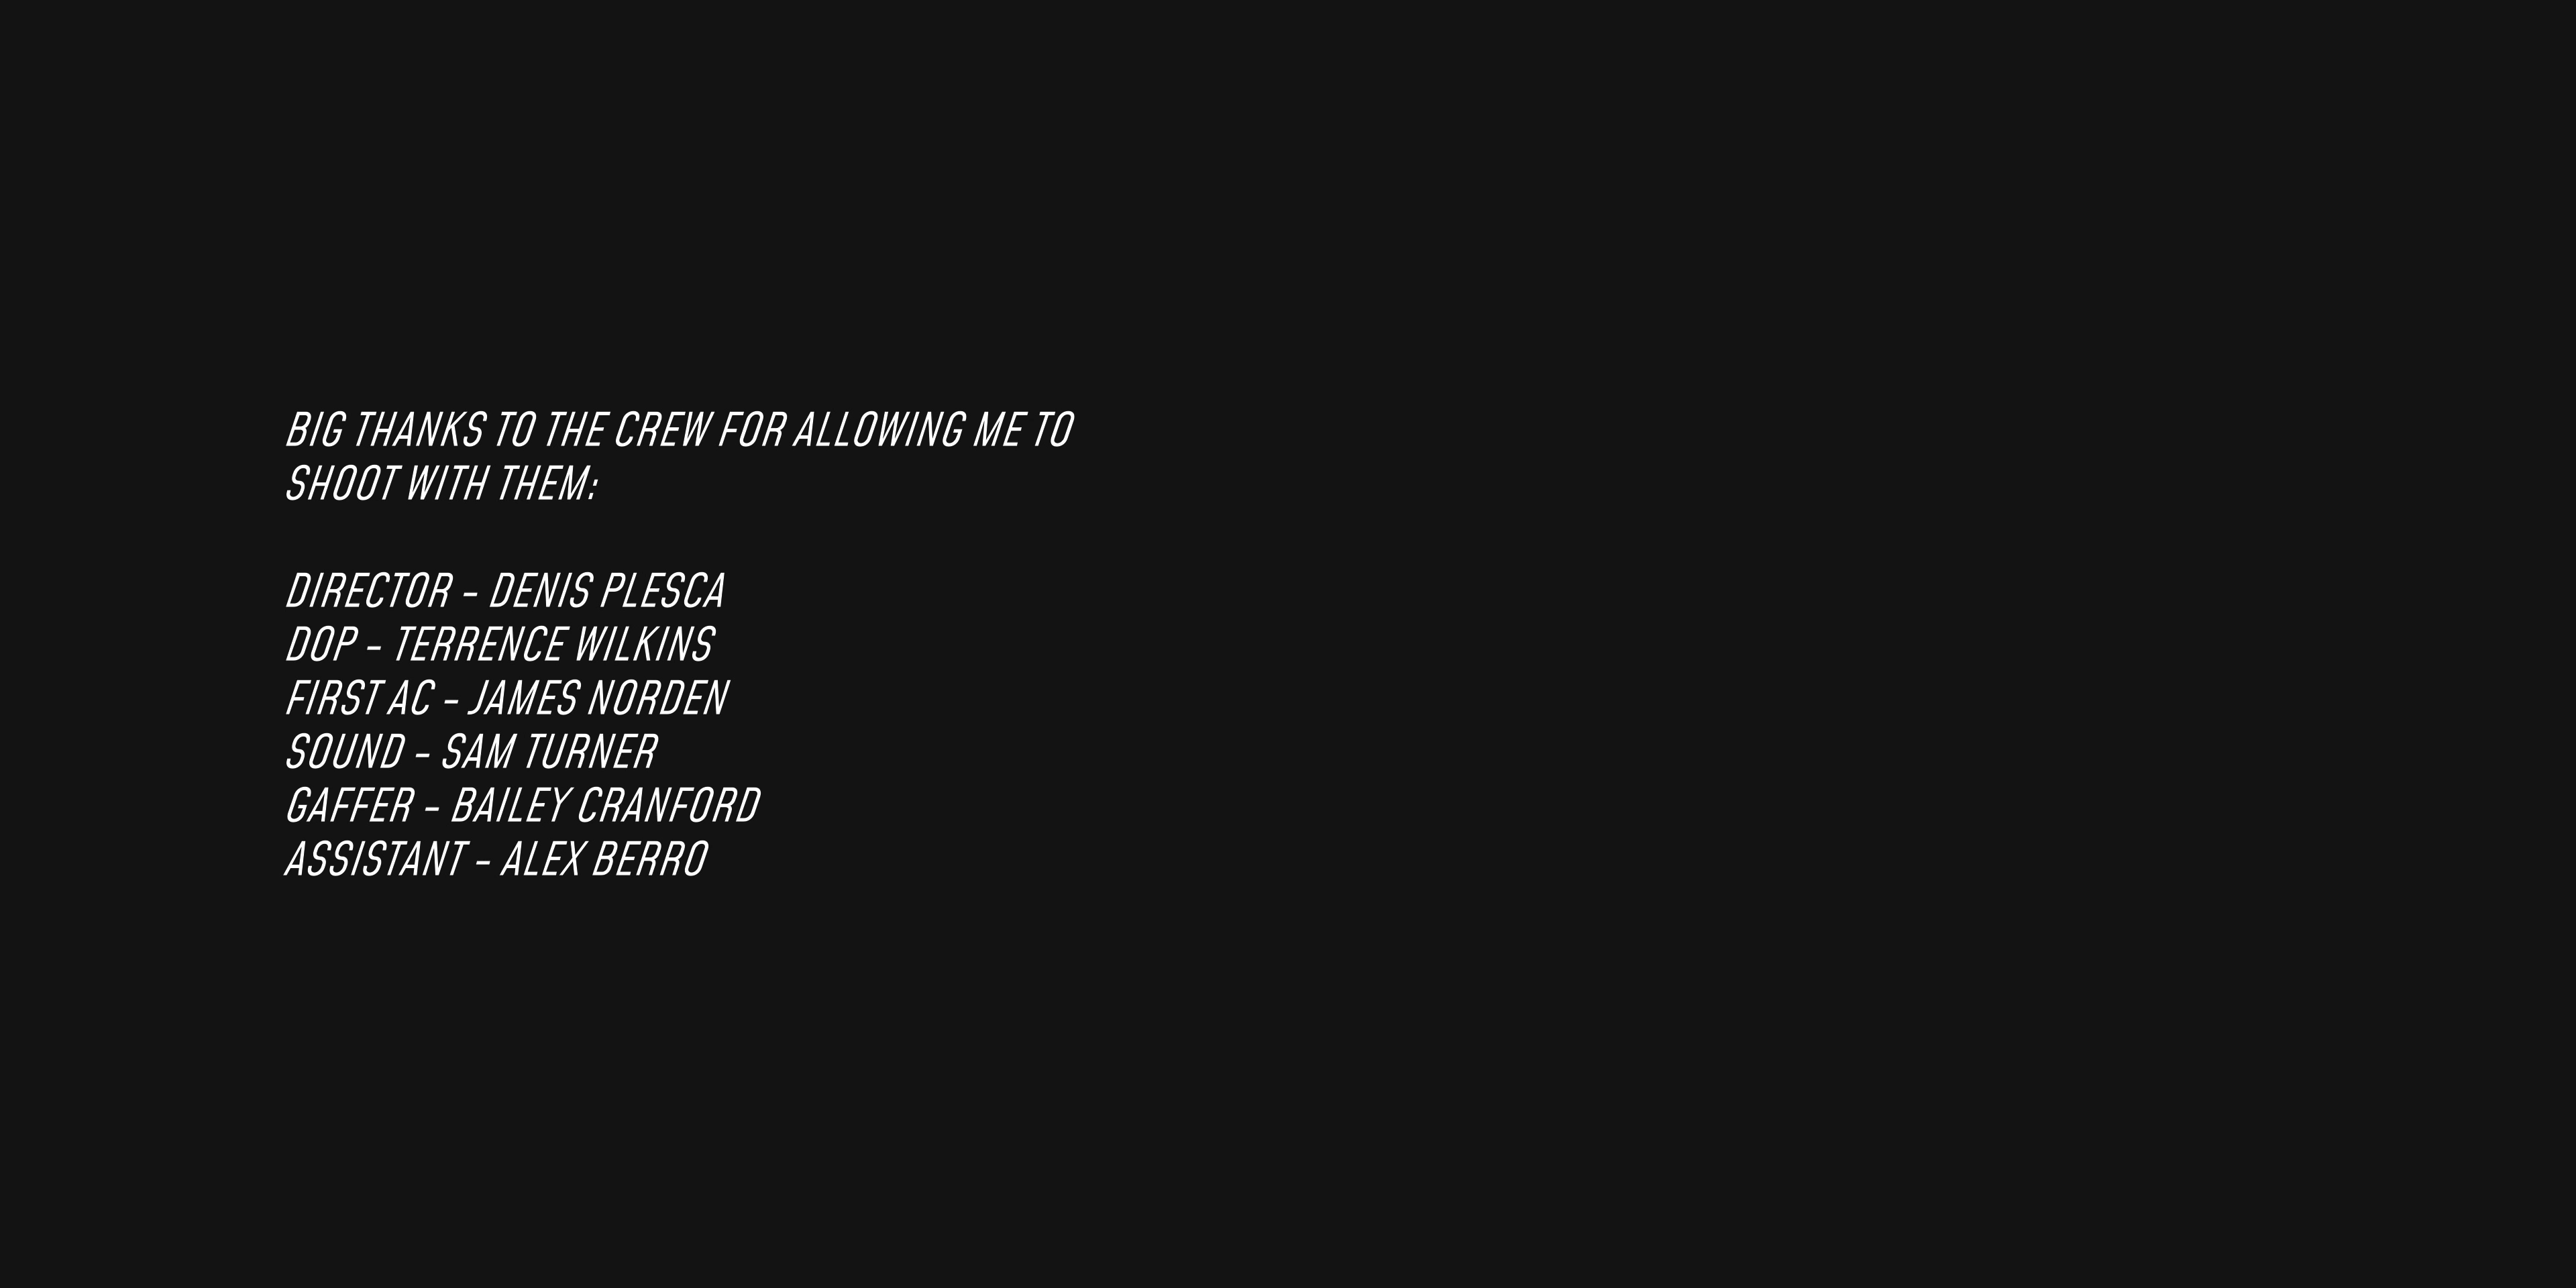 BIG THANKS TO THE CREW FOR ALLOWING ME TO
SHOOT WITH THEM:
DIRECTOR - DENIS PLESCA
DOP - TERRENCE WILKINS
FIRST AC - JAMES NORDEN
SOUND - SAM TURNER
GAFFER - BAILEY CRANFORD
ASSISTANT - ALEX BERRO